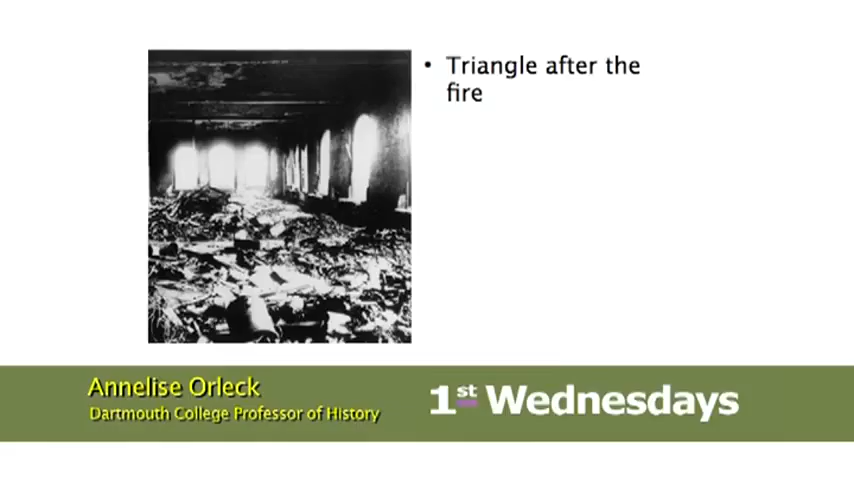 • Triangle after the
fire
Annelise Orleck
Dartmouth College Professor of History
1st Wednesdays